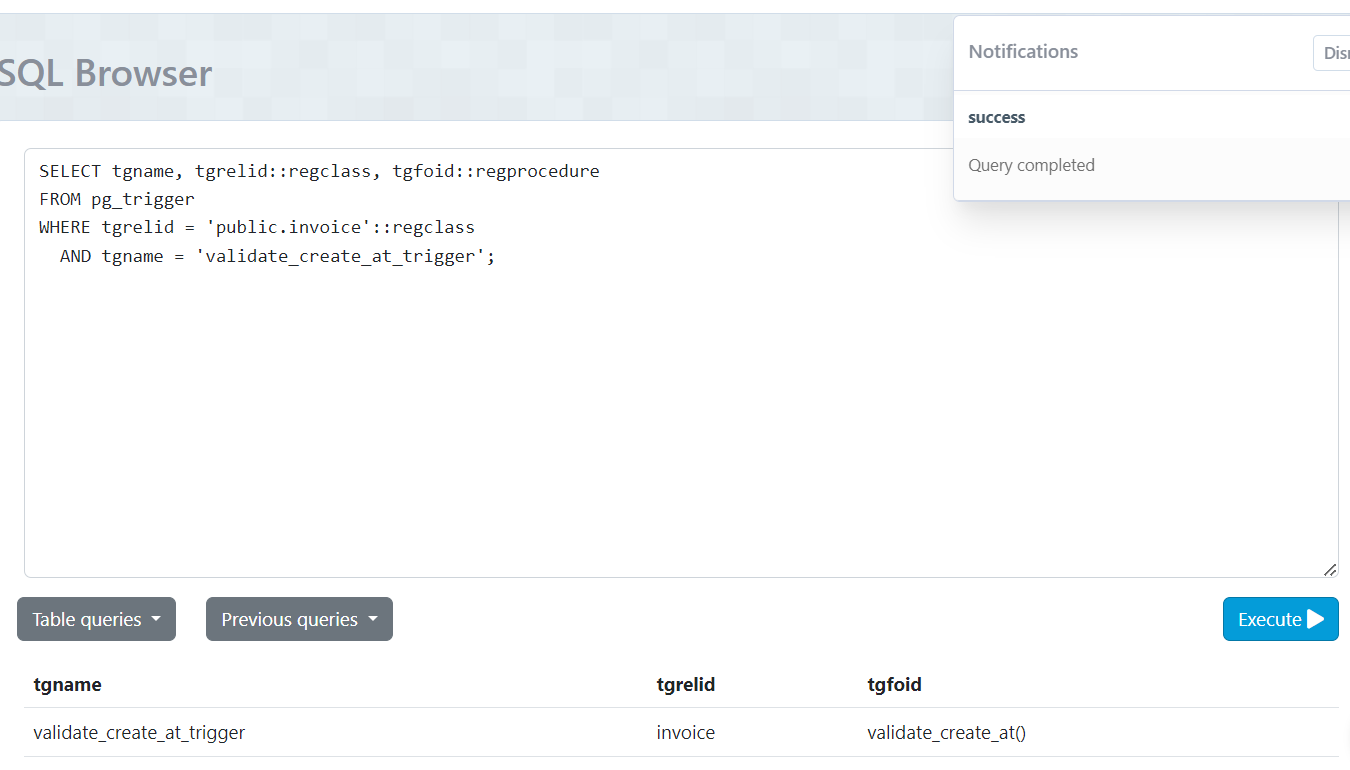 SQL Browser
Notifications
success
Query completed
SELECT tgname, tgrelid::regclass, tgfoid::regprocedure
FROM pg_trigger
WHERE tgrelid = 'public.invoice'::regclass
  AND tgname = 'validate_create_at_trigger';
Table queries
Previous queries
Execute
tgname tgrelid tgfoid
validate_create_at_trigger invoice validate_create_at()